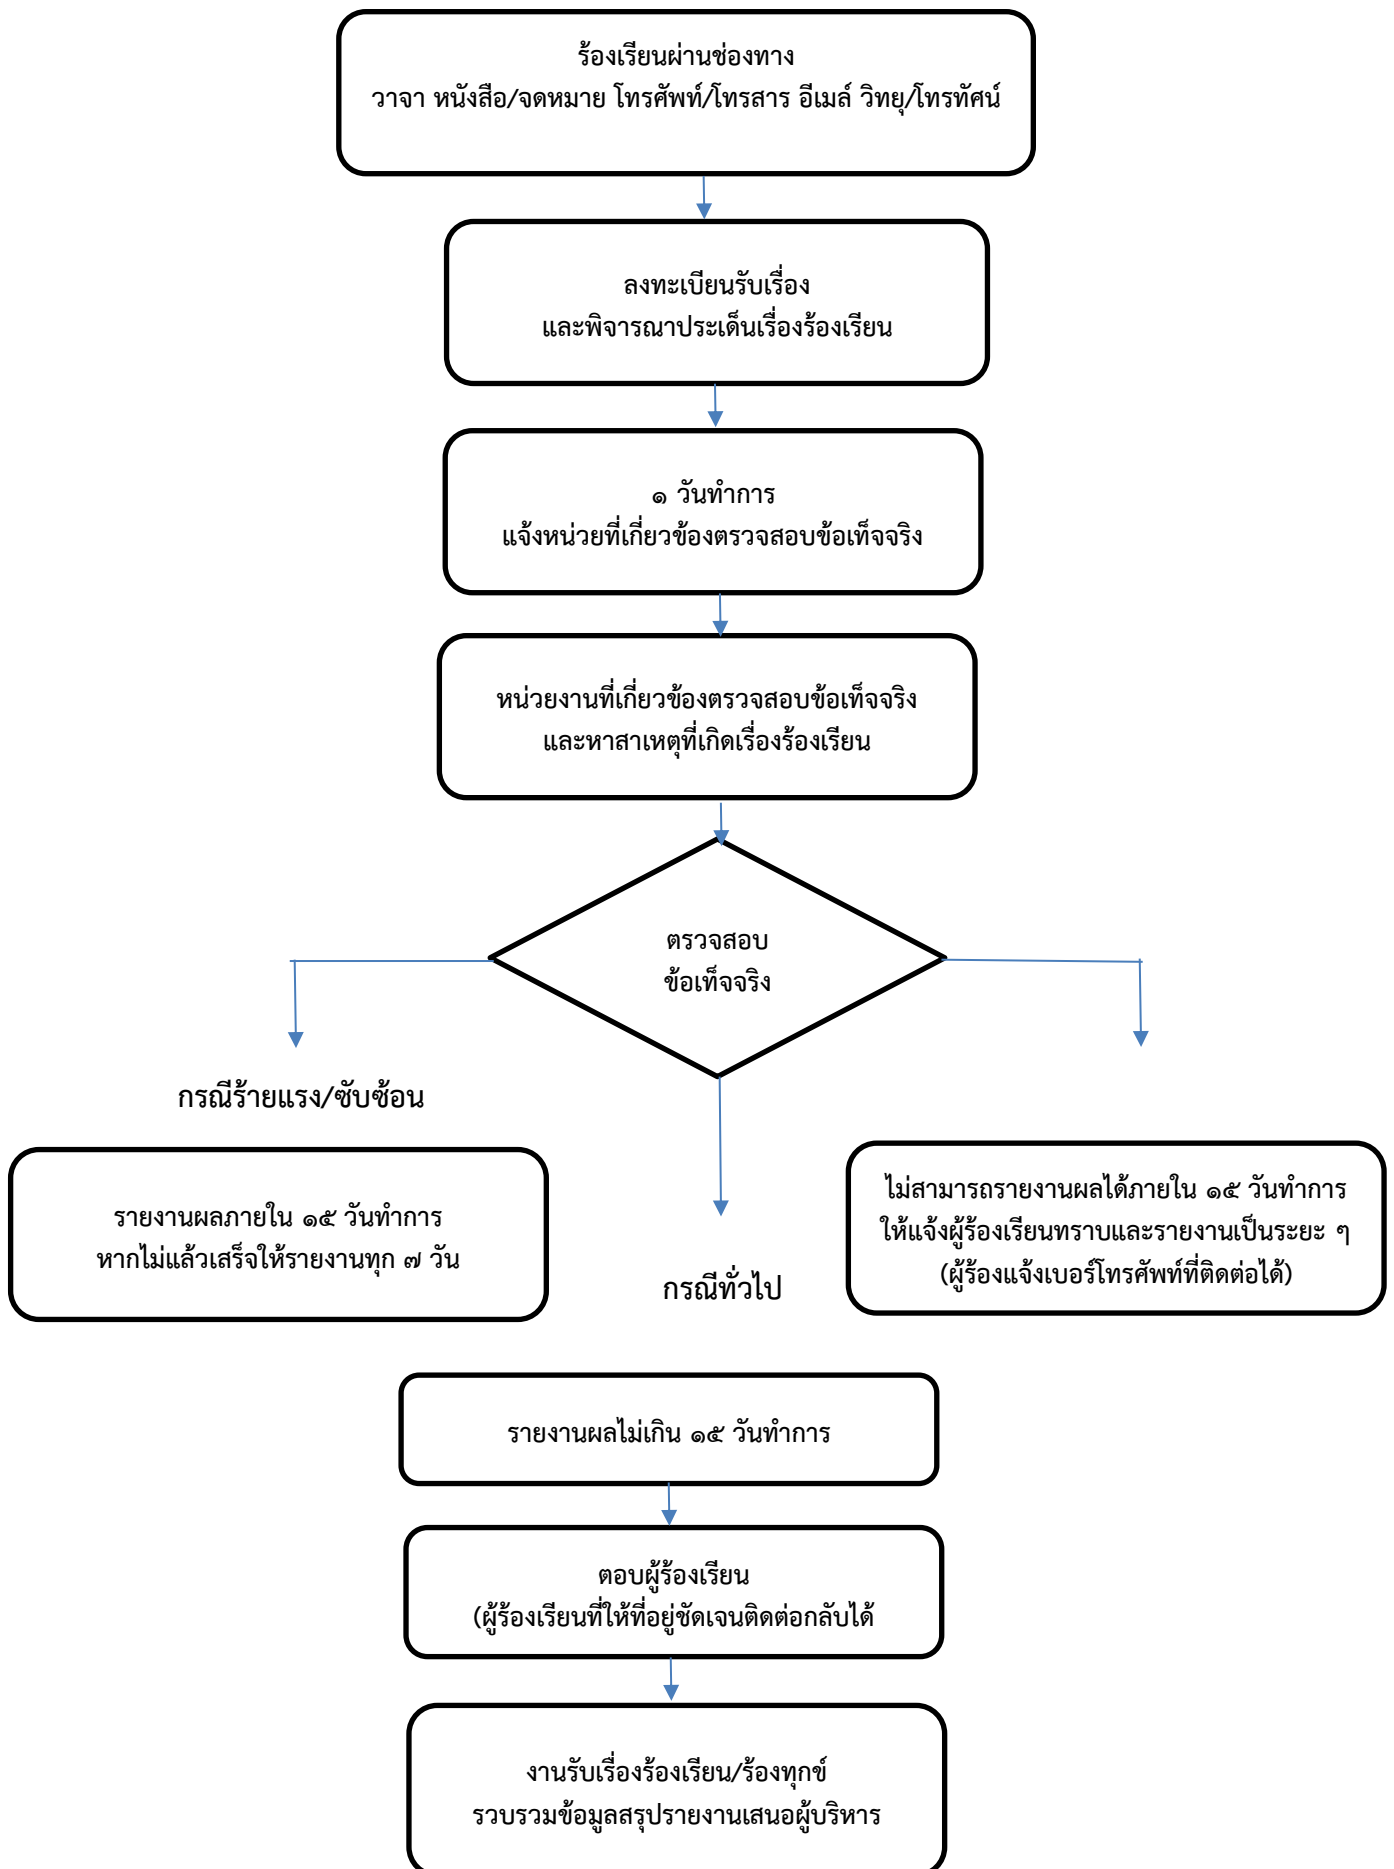 ร้องเรียนผ่านช่องทาง
วาจา หนังสือ/จดหมาย โทรศัพท์/โทรสาร อีเมล์ วิทยุ/โทรทัศน์
ลงทะเบียนรับเรื่อง
และพิจารณาประเด็นเรื่องร้องเรียน
๑ วันทำการ
แจ้งหน่วยที่เกี่ยวข้องตรวจสอบข้อเท็จจริง
หน่วยงานที่เกี่ยวข้องตรวจสอบข้อเท็จจริง
และหาสาเหตุที่เกิดเรื่องร้องเรียน
ตรวจสอบ
ข้อเท็จจริง
กรณีร้ายแรง/ซับซ้อน
รายงานผลภายใน ๑๕ วันทำการ
หากไม่แล้วเสร็จให้รายงานทุก ๗ วัน
กรณีทั่วไป
ไม่สามารถรายงานผลได้ภายใน ๑๕ วันทำการ
ให้แจ้งผู้ร้องเรียนทราบและรายงานเป็นระยะ ๆ
(ผู้ร้องแจ้งเบอร์โทรศัพท์ที่ติดต่อได้)
รายงานผลไม่เกิน ๑๕ วันทำการ
ตอบผู้ร้องเรียน
(ผู้ร้องเรียนที่ให้ที่อยู่ชัดเจนติดต่อกลับได้
งานรับเรื่องร้องเรียน/ร้องทุกข์
รวบรวมข้อมูลสรุปรายงานเสนอผู้บริหาร